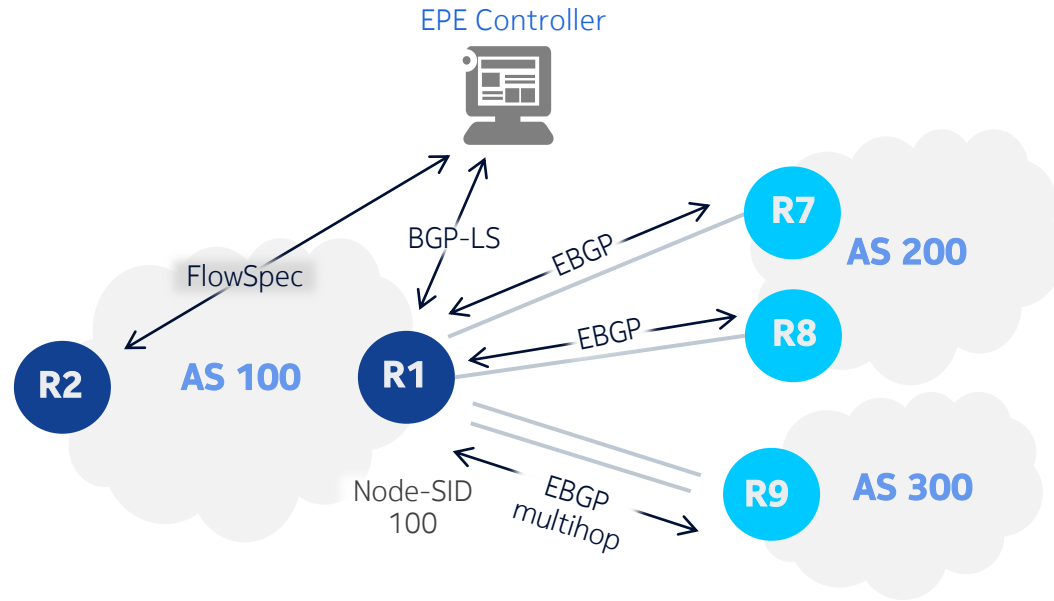 EPE Controller
R7
BGP-LS
EBGP
AS 200
FlowSpec
EBGP
R8
R2
AS 100
R1
Node-SID
100
EBGP
multihop
R9
AS 300